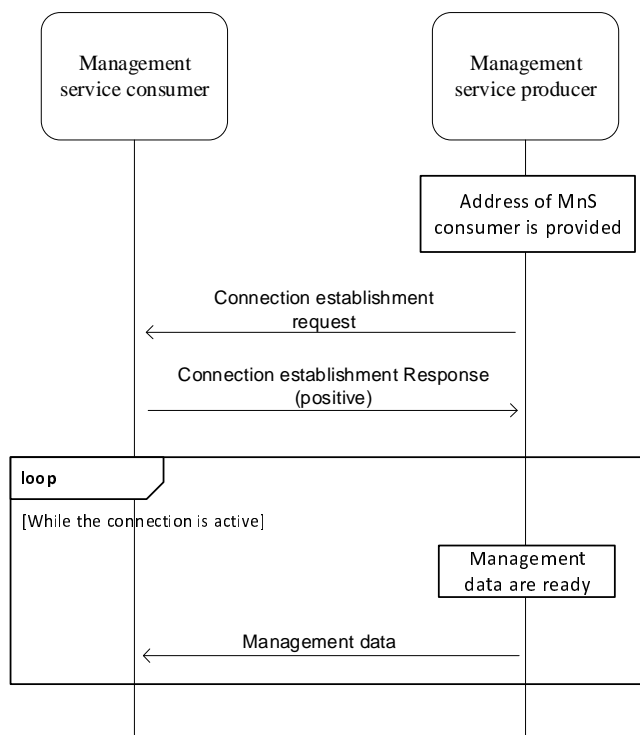 Management
service consumer
Management
service producer
Address of MnS
consumer is provided
Connection establishment
request
Connection establishment Response
(positive)
loop
[While the connection is active]
Management
data are ready
Management data